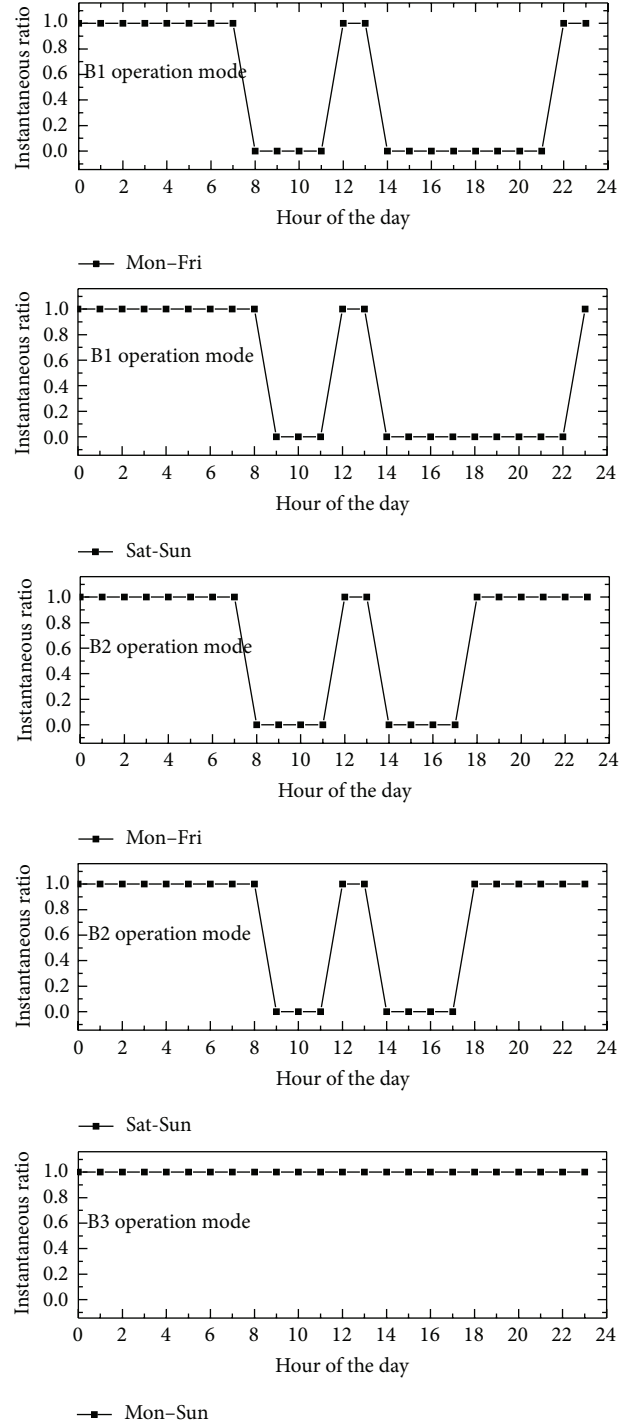 1.0
0.8
0.6
0.4
0.2
0.0
Instantaneous ratio
B1 operation mode
0 2 4 6 8 10 12 14 16 18 20 22 24
Hour of the day
Mon–Fri
1.0
0.8
0.6
0.4
0.2
0.0
Instantaneous ratio
B1 operation mode
0 2 4 6 8 10 12 14 16 18 20 22 24
Hour of the day
Sat-Sun
1.0
0.8
0.6
0.4
0.2
0.0
Instantaneous ratio
B2 operation mode
0 2 4 6 8 10 12 14 16 18 20 22 24
Hour of the day
Mon–Fri
1.0
0.8
0.6
0.4
0.2
0.0
Instantaneous ratio
B2 operation mode
0 2 4 6 8 10 12 14 16 18 20 22 24
Hour of the day
Sat-Sun
1.0
0.8
0.6
0.4
0.2
0.0
Instantaneous ratio
B3 operation mode
0 2 4 6 8 10 12 14 16 18 20 22 24
Hour of the day
Mon–Sun